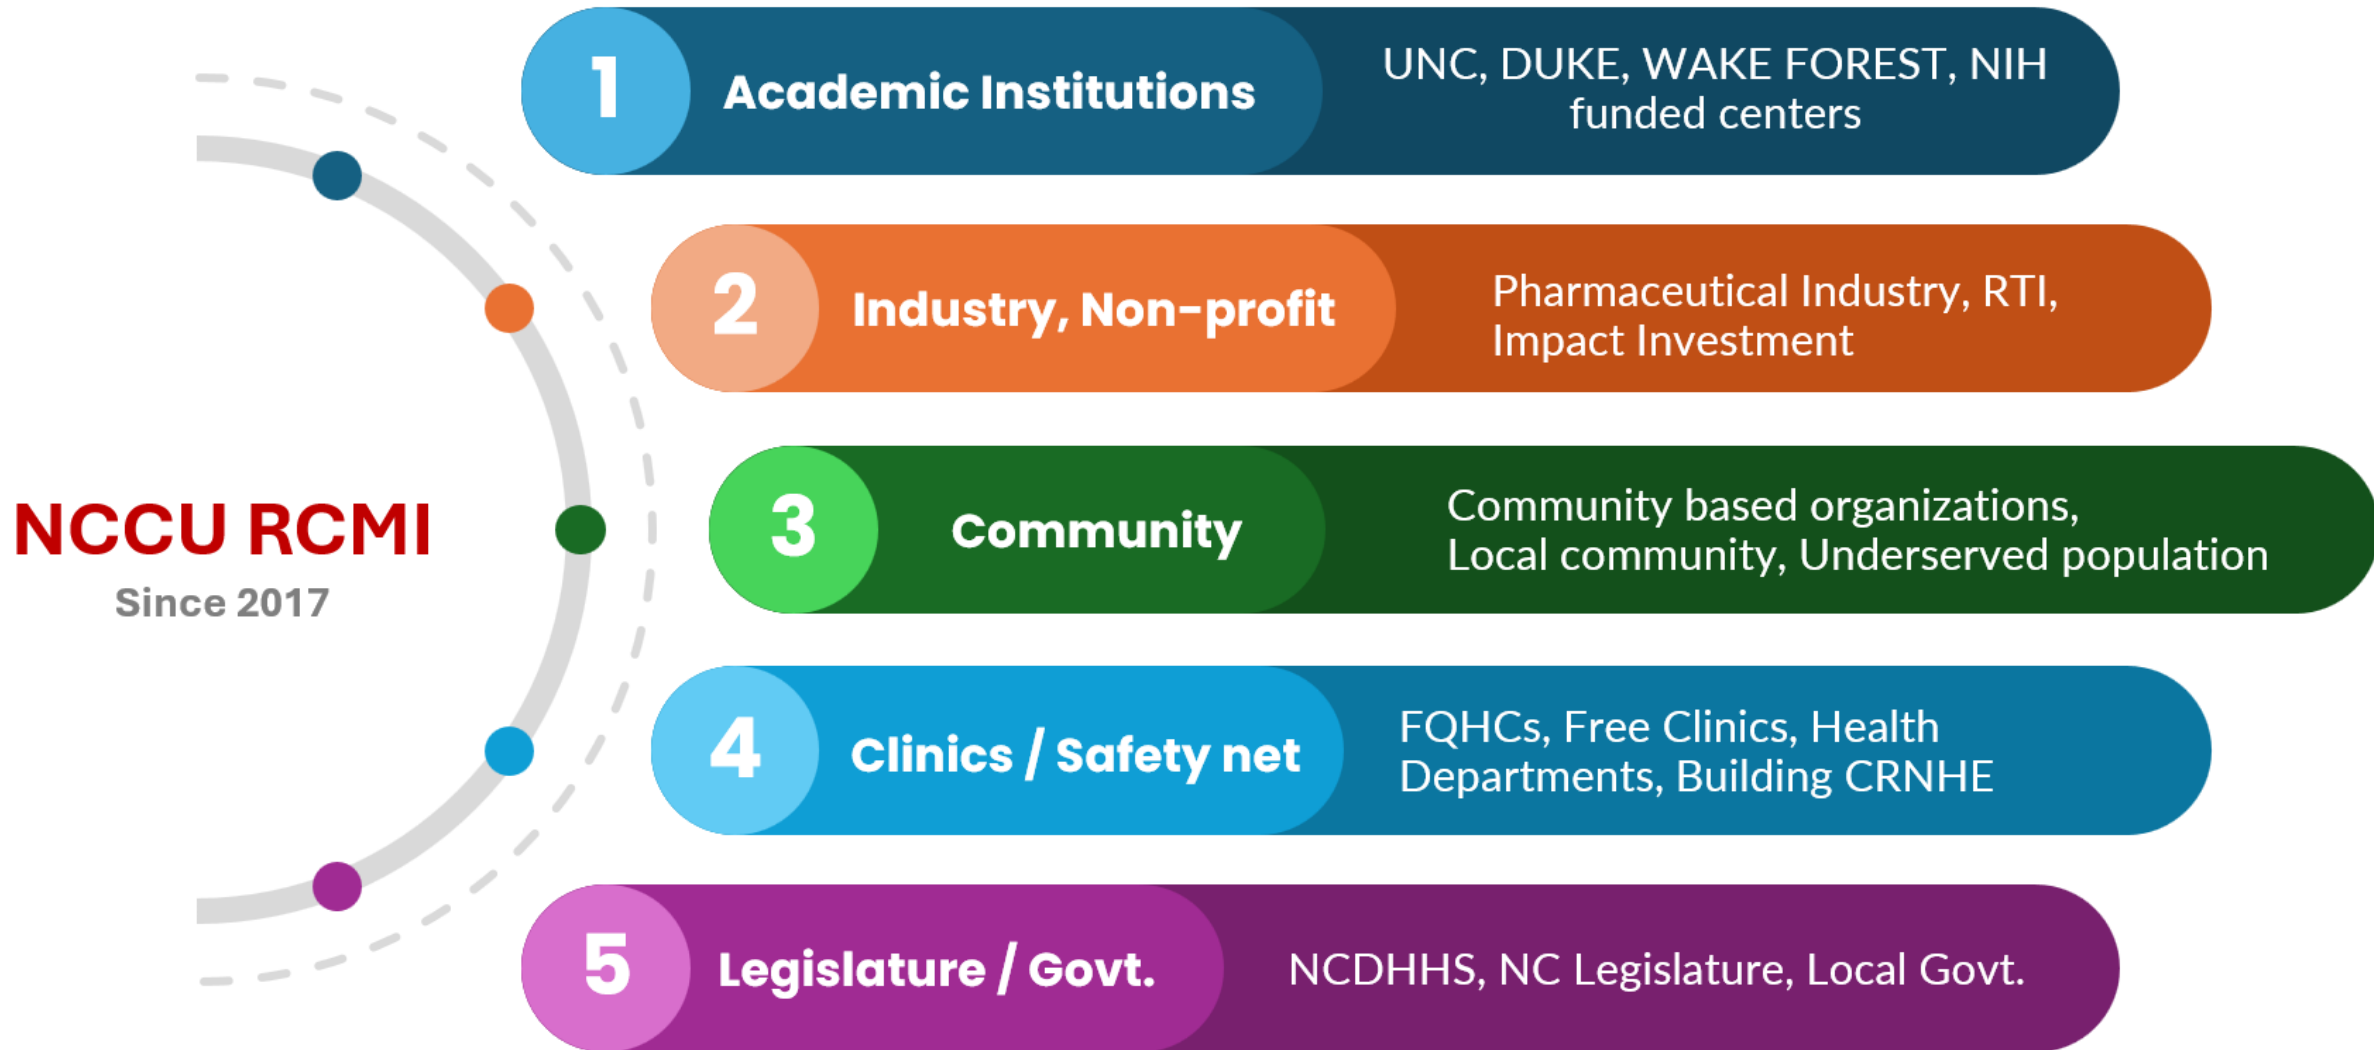 NCCU RCMI
Since 2017
1
Academic Institutions
UNC, DUKE, WAKE FOREST, NIH
funded centers
2
Industry, Non-profit
Pharmaceutical Industry, RTI,
Impact Investment
3
Community
Community based organizations,
Local community, Underserved population
4
Clinics / Safety net
FQHCs, Free Clinics, Health
Departments, Building CRNHE
5
Legislature / Govt.
NCDHHS, NC Legislature, Local Govt.